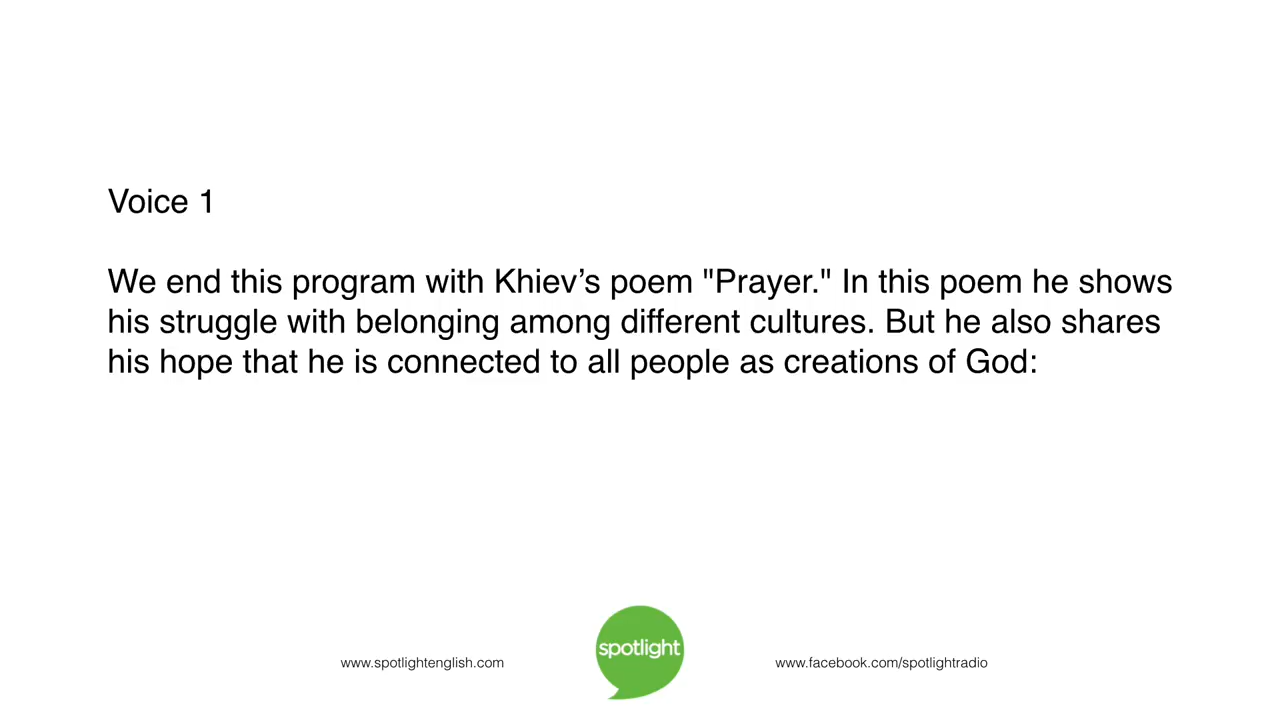 Voice 1
We end this program with Khiev’s poem "Prayer." In this poem he shows
his struggle with belonging among different cultures. But he also shares
his hope that he is connected to all people as creations of God:
www.spotlightenglish.com
spotlight
www.facebook.com/spotlightradio